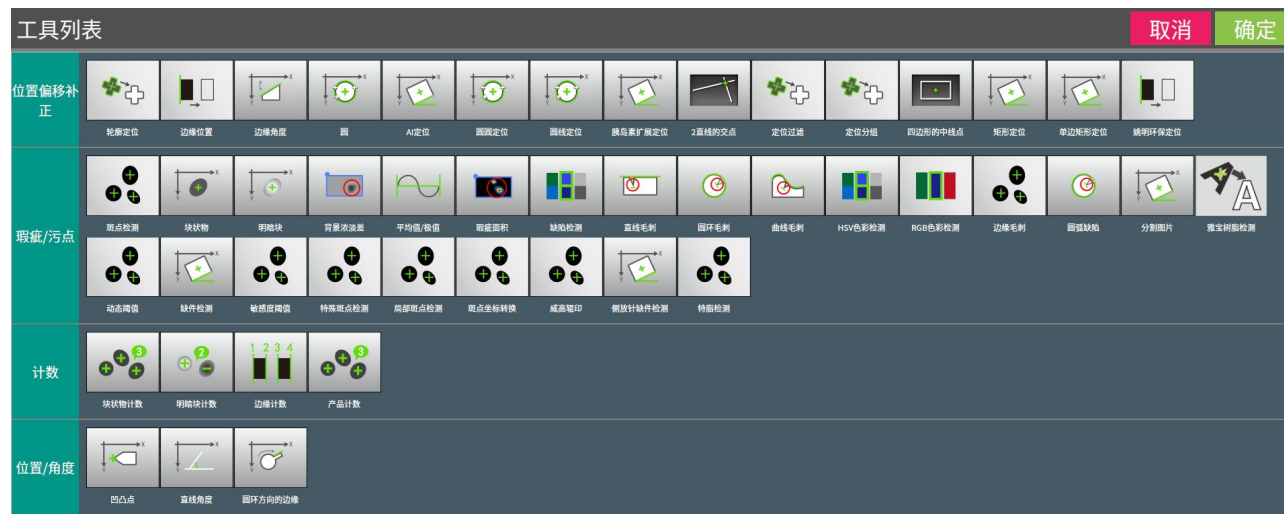 工具列表
取消
确定
位置偏移补
正
轮廓定位
边缘位置
边缘角度
圆
AI定位
圆圆定位
圆线定位
胰岛素扩展定位
2直线的交点
定位过滤
定位分组
四边形的中线点
矩形定位
单边矩形定位
姚明环保定位
瑕疵/污点
斑点检测
块状物
明暗块
背景浓淡差
平均值/极值
瑕疵面积
缺陷检测
直线毛刺
圆环毛刺
曲线毛刺
HSV色彩检测
RGB色彩检测
边缘毛刺
圆弧缺陷
分割图片
雅宝树脂检测
动态阈值
缺件检测
敏感度阈值
特殊斑点检测
局部斑点检测
斑点坐标转换
威高辊印
侧放针缺件检测
特脂检测
计数
3
2
1 2 3 4
3
块状物计数
明暗块计数
边缘计数
产品计数
位置/角度
凹凸点
直线角度
圆环方向的边缘